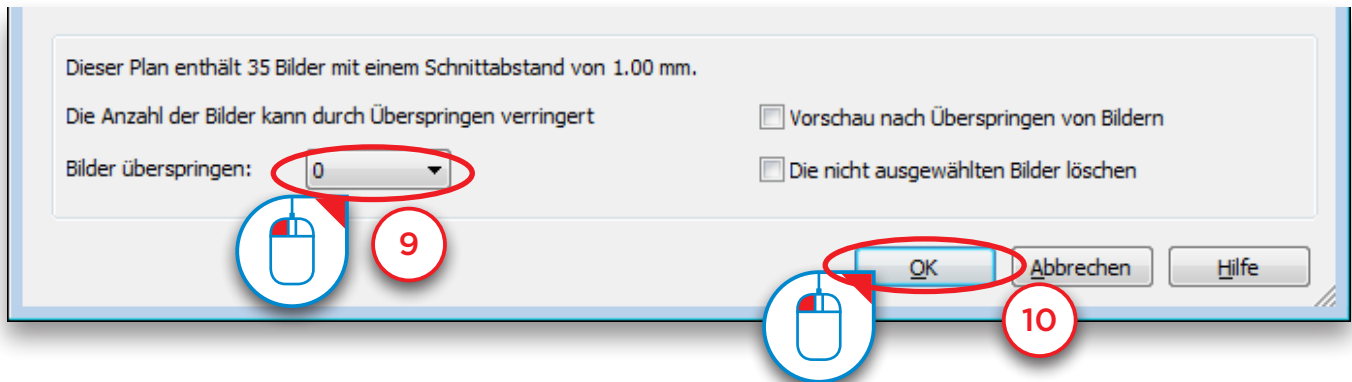 Dieser Plan enthält 35 Bilder mit einem Schnittabstand von 1.00 mm.
Die Anzahl der Bilder kann durch Überspringen verringert
Vorschau nach Überspringen von Bildern
Bilder überspringen:
0
Die nicht ausgewählten Bilder löschen
9
OK
Abbrechen
Hilfe
10